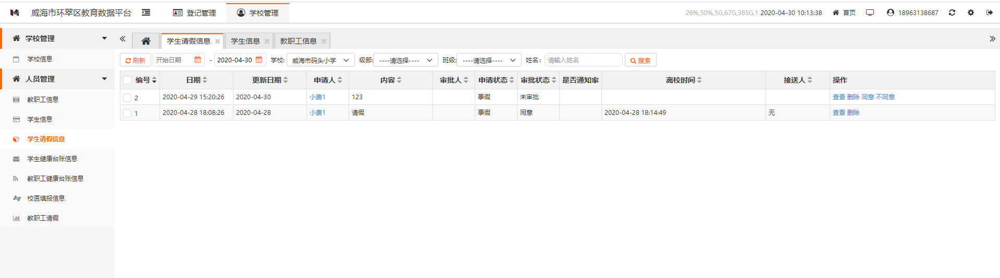 威海市环翠区教育数据平台 登记管理 学校管理 26%,50%,5G,67G,385G,1 2020-04-30 10:13:38 首页 18963138687
学校管理
学校信息
人员管理
教职工信息
学生信息
学生请假信息
学生健康台账信息
教职工健康台账信息
校医填报信息
教职工请假
学生请假信息 学生信息 教职工信息
刷新 开始日期 - 2020-04-30 学校: 威海市码头小学 级部: ----请选择---- 班级: ----请选择---- 姓名： 请输入姓名 搜索
编号 日期 更新日期 申请人 内容 审批人 申请状态 审批状态 是否通知家 离校时间 接送人 操作
2 2020-04-29 15:20:26 2020-04-30 小费1 123 事假 未审批 查看 删除 同意 不同意
1 2020-04-28 18:08:26 2020-04-28 小费1 请假 事假 同意 2020-04-28 18:14:49 无 查看 删除